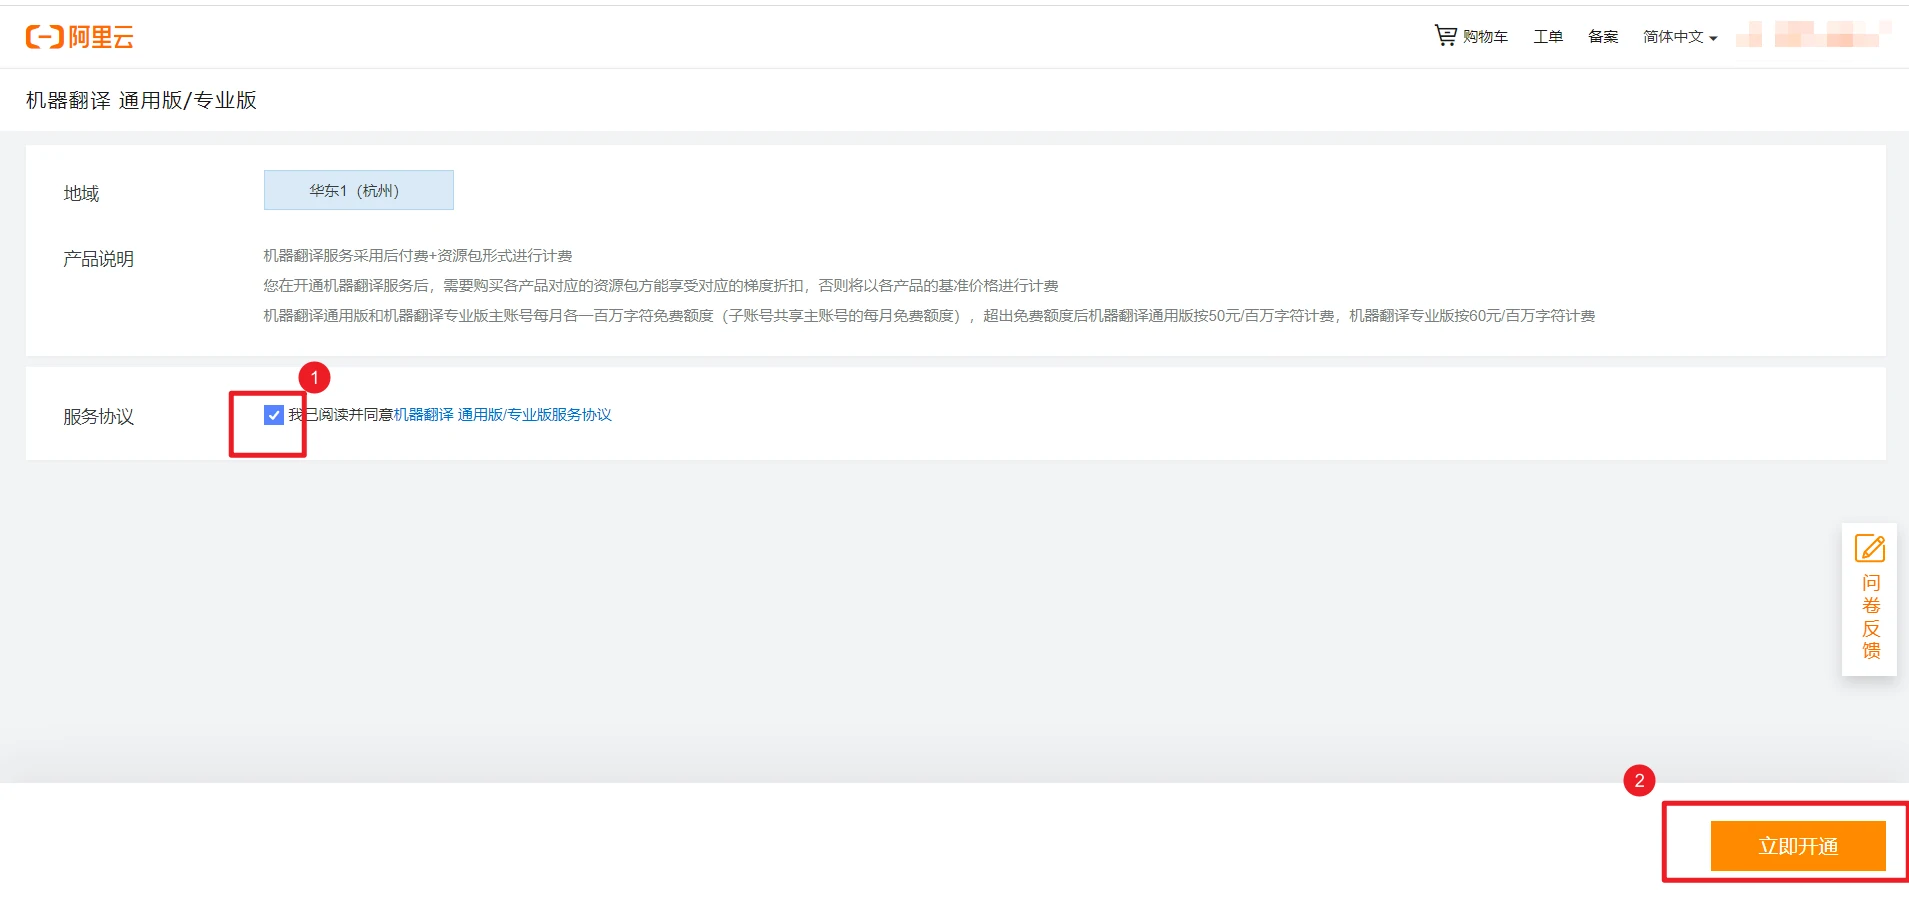 阿里云
购物车 工单 备案 简体中文
机器翻译 通用版/专业版
地域 华东1（杭州）
产品说明 机器翻译服务采用后付费+资源包形式进行计费
您在开通机器翻译服务后，需要购买各产品对应的资源包方能享受对应的梯度折扣，否则将以各产品的基准价格进行计费
机器翻译通用版和机器翻译专业版主账号每月各一百万字符免费额度（子账号共享主账号的每月免费额度），超出免费额度后机器翻译通用版按50元/百万字符计费，机器翻译专业版按60元/百万字符计费
1
服务协议 我已阅读并同意机器翻译 通用版/专业版服务协议
问
卷
反
馈
2
立即开通